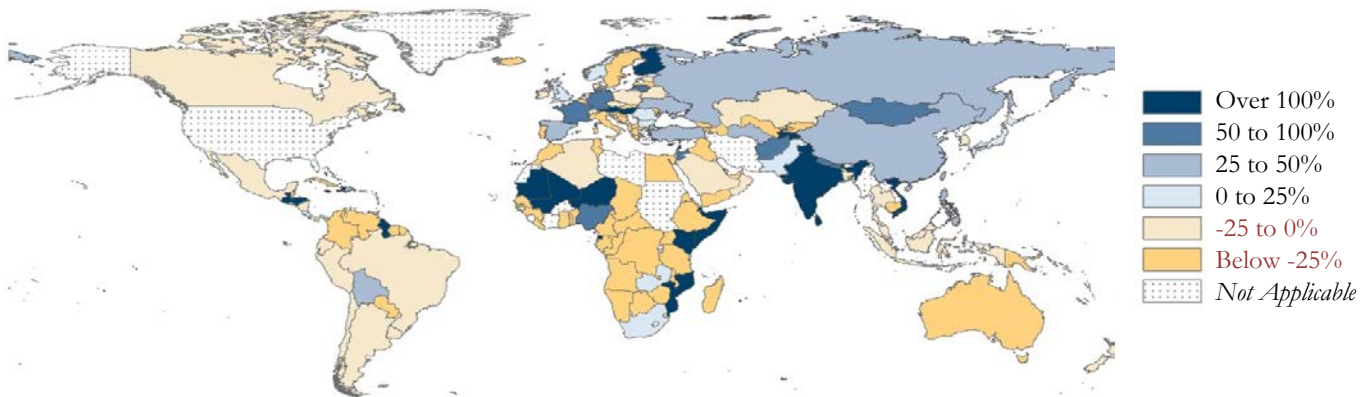 Over 100%
50 to 100%
25 to 50%
0 to 25%
-25 to 0%
Below -25%
Not Applicable